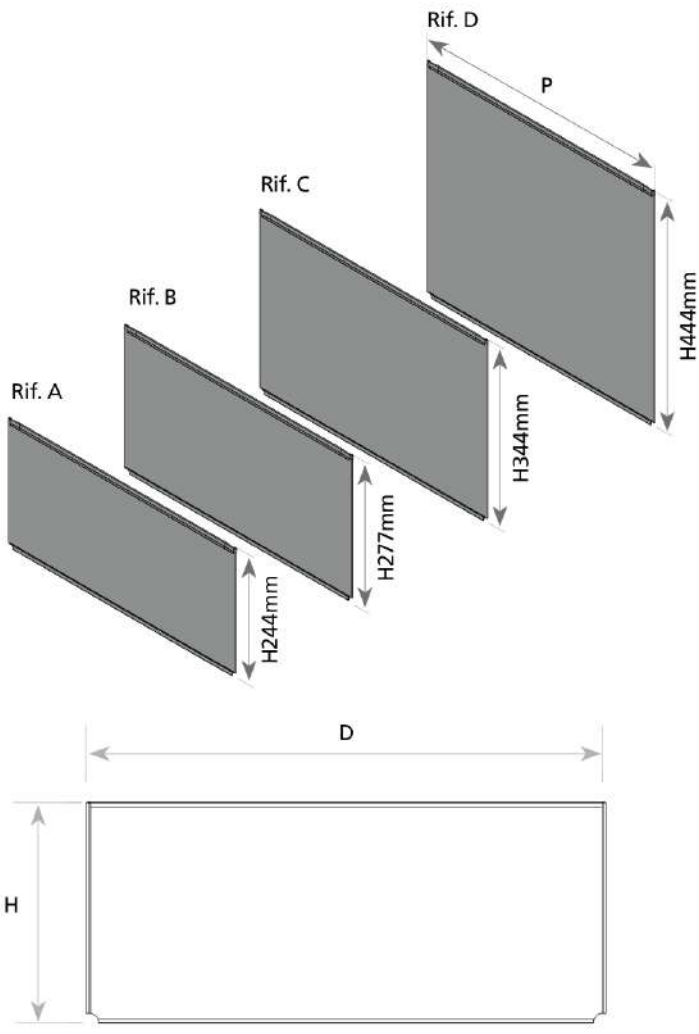 Rif. D
P
Rif. C
H444mm
Rif. B
H344mm
Rif. A
H277mm
H244mm
D
H